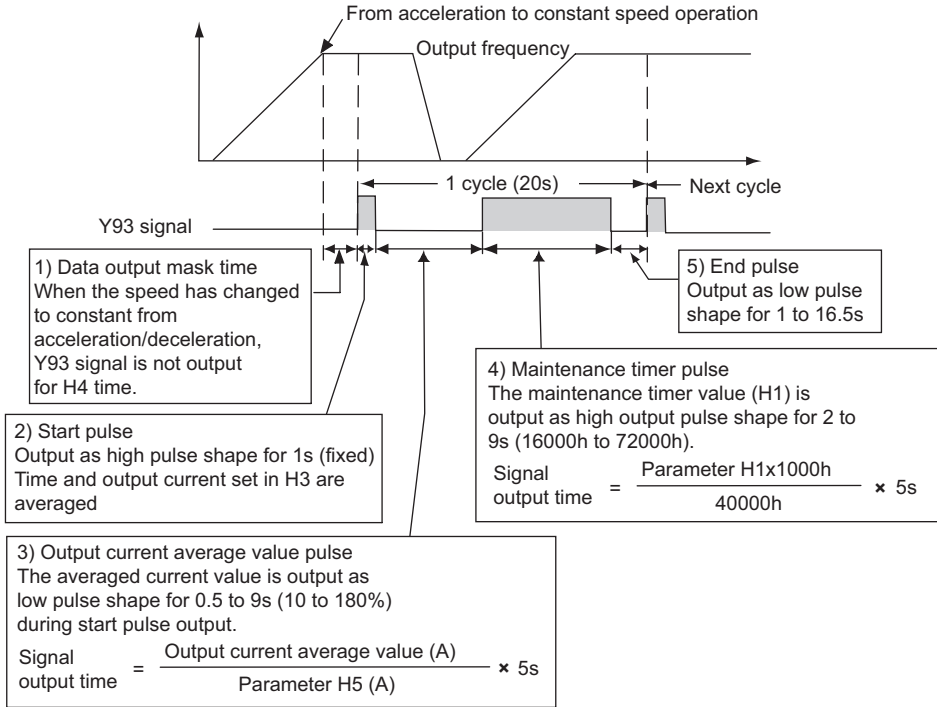 From acceleration to constant speed operation
Output frequency
1 cycle (20s)
Next cycle
Y93 signal
1) Data output mask time
When the speed has changed
to constant from
acceleration/deceleration,
Y93 signal is not output
for H4 time.
5) End pulse
Output as low pulse
shape for 1 to 16.5s
2) Start pulse
Output as high pulse shape for 1s (fixed)
Time and output current set in H3 are
averaged
4) Maintenance timer pulse
The maintenance timer value (H1) is
output as high output pulse shape for 2 to
9s (16000h to 72000h).
Signal
output time = Parameter H1x1000h
40000h
× 5s
3) Output current average value pulse
The averaged current value is output as
low pulse shape for 0.5 to 9s (10 to 180%)
during start pulse output.
Signal
output time = Output current average value (A)
Parameter H5 (A)
× 5s